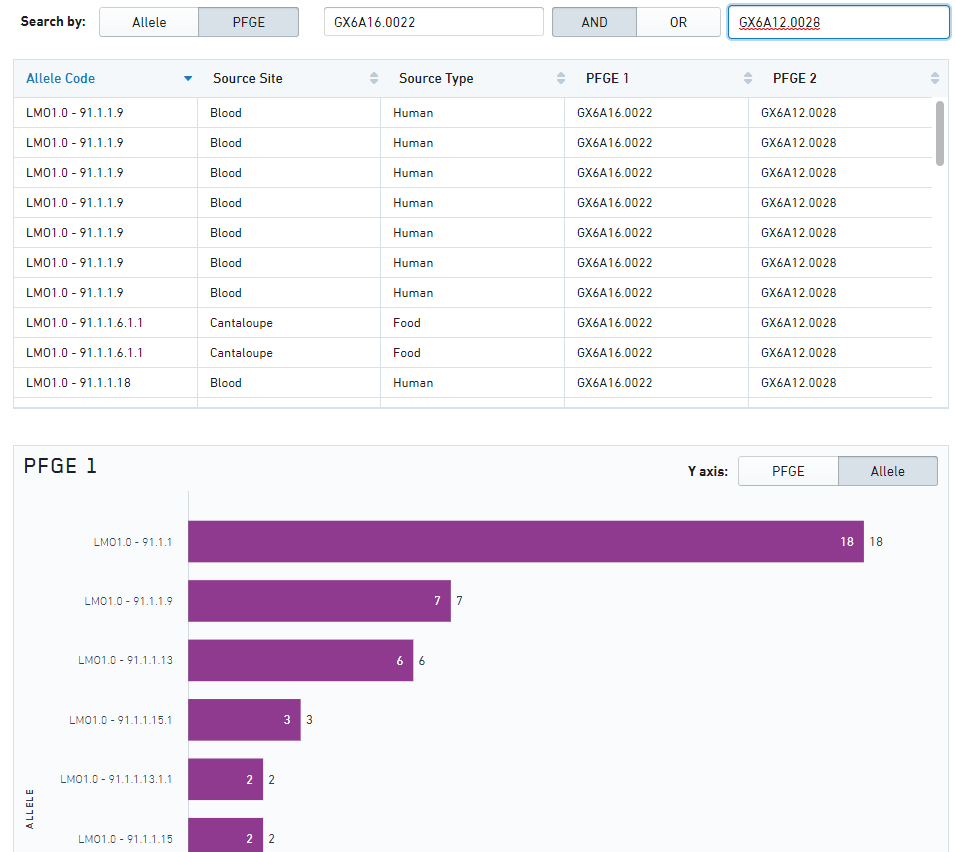 Search by: Allele PFGE GX6A16.0022 AND OR GX6A12.0028
Allele Code Source Site Source Type PFGE 1 PFGE 2
LMO1.0 - 91.1.1.9 Blood Human GX6A16.0022 GX6A12.0028
LMO1.0 - 91.1.1.9 Blood Human GX6A16.0022 GX6A12.0028
LMO1.0 - 91.1.1.9 Blood Human GX6A16.0022 GX6A12.0028
LMO1.0 - 91.1.1.9 Blood Human GX6A16.0022 GX6A12.0028
LMO1.0 - 91.1.1.9 Blood Human GX6A16.0022 GX6A12.0028
LMO1.0 - 91.1.1.9 Blood Human GX6A16.0022 GX6A12.0028
LMO1.0 - 91.1.1.9 Blood Human GX6A16.0022 GX6A12.0028
LMO1.0 - 91.1.1.6.1.1 Cantaloupe Food GX6A16.0022 GX6A12.0028
LMO1.0 - 91.1.1.6.1.1 Cantaloupe Food GX6A16.0022 GX6A12.0028
LMO1.0 - 91.1.1.18 Blood Human GX6A16.0022 GX6A12.0028
PFGE 1
Y axis: PFGE Allele
LMO1.0 - 91.1.1 18 18
LMO1.0 - 91.1.1.9 7 7
LMO1.0 - 91.1.1.13 6 6
LMO1.0 - 91.1.1.15.1 3 3
LMO1.0 - 91.1.1.13.1.1 2 2
LMO1.0 - 91.1.1.15 2 2
ALLELE